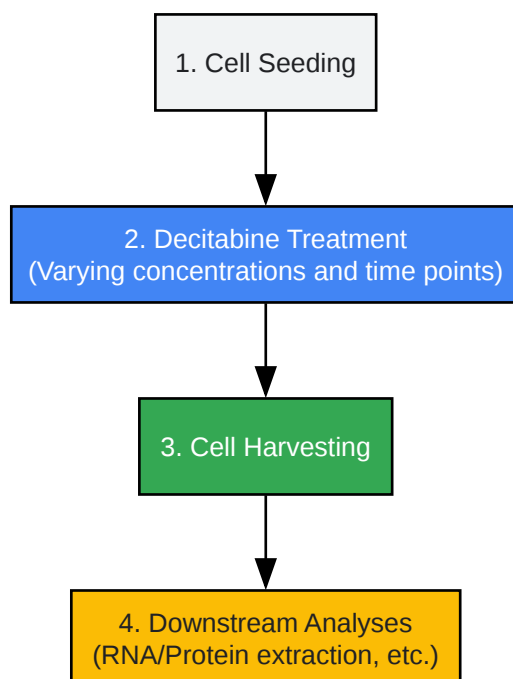 1. Cell Seeding
2. Decitabine Treatment
(Varying concentrations and time points)
3. Cell Harvesting
4. Downstream Analyses
(RNA/Protein extraction, etc.)